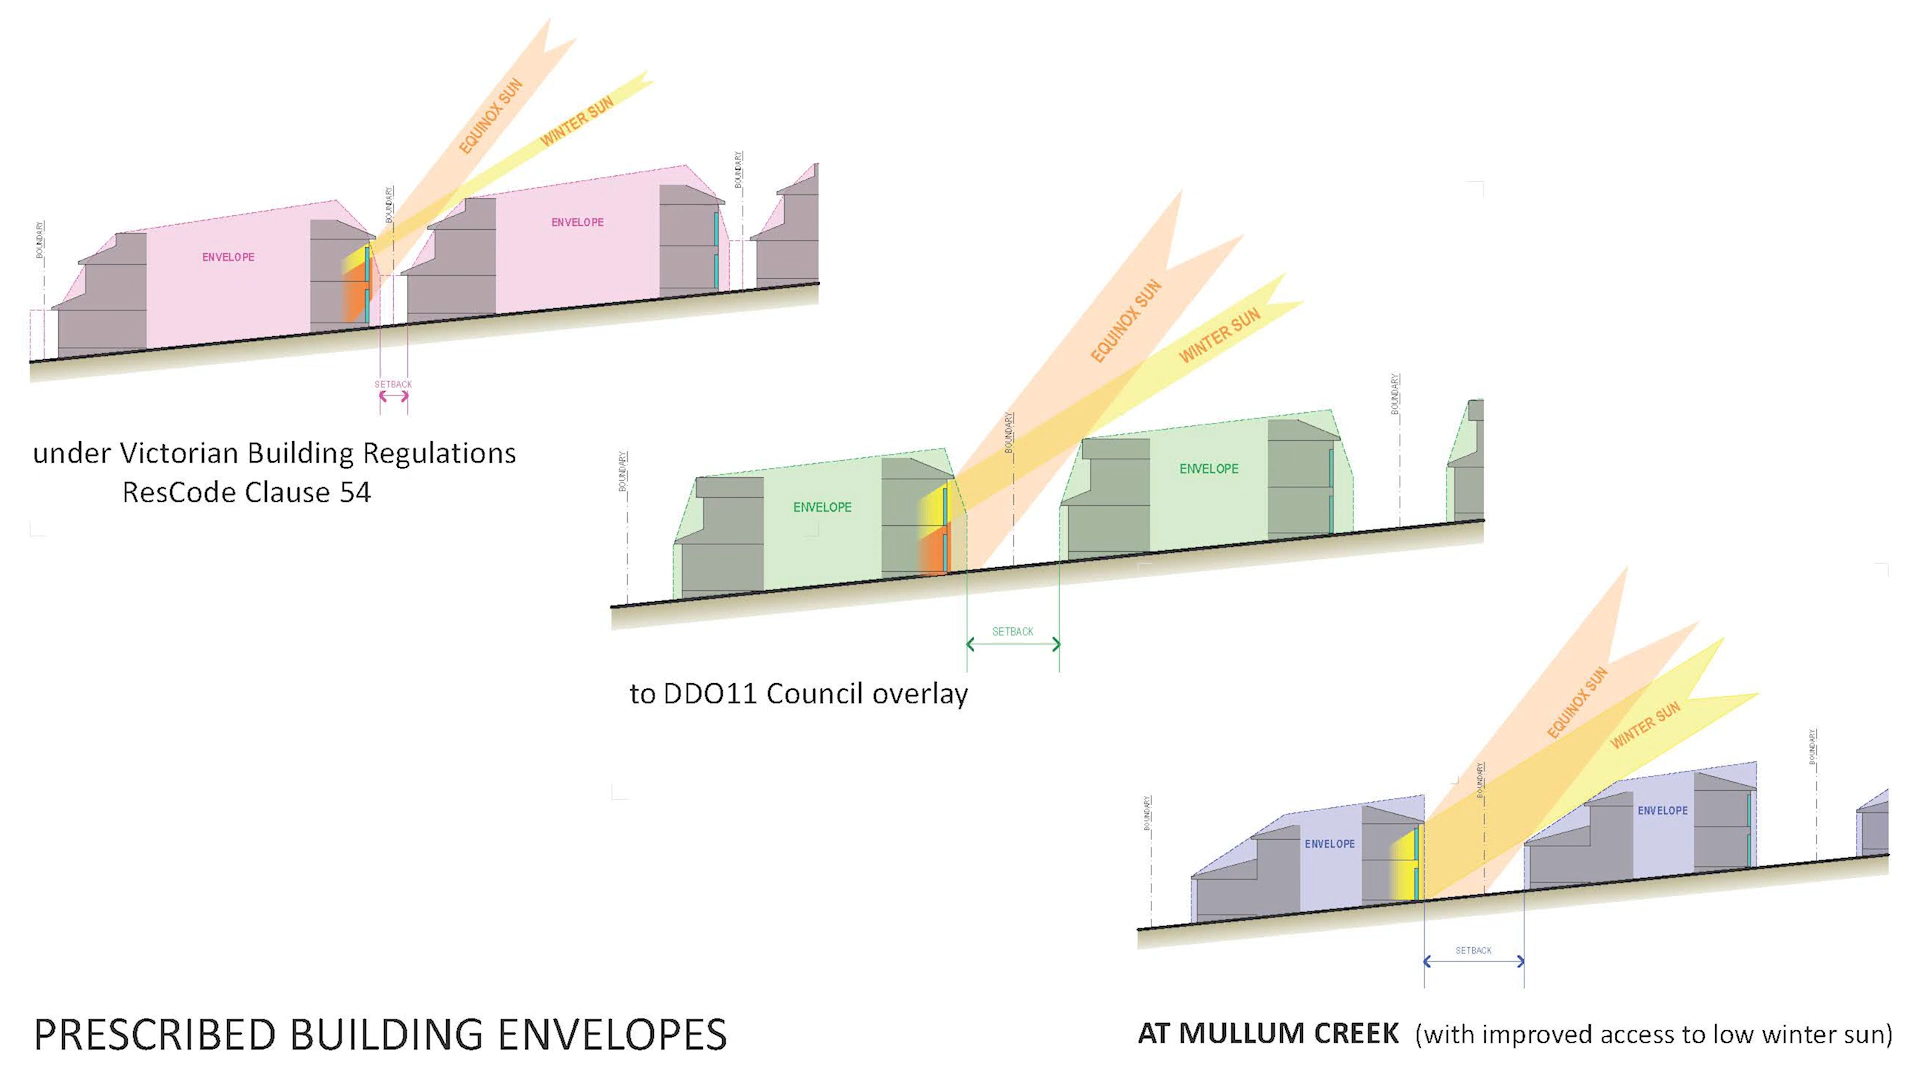 EQUINOX SUN
WINTER SUN
BOUNDARY
BOUNDARY
BOUNDARY
ENVELOPE
ENVELOPE
SETBACK
under Victorian Building Regulations
ResCode Clause 54
EQUINOX SUN
WINTER SUN
BOUNDARY
BOUNDARY
BOUNDARY
ENVELOPE
ENVELOPE
SETBACK
to DDO11 Council overlay
EQUINOX SUN
WINTER SUN
BOUNDARY
BOUNDARY
BOUNDARY
ENVELOPE
ENVELOPE
SETBACK
PRESCRIBED BUILDING ENVELOPES
AT MULLUM CREEK (with improved access to low winter sun)